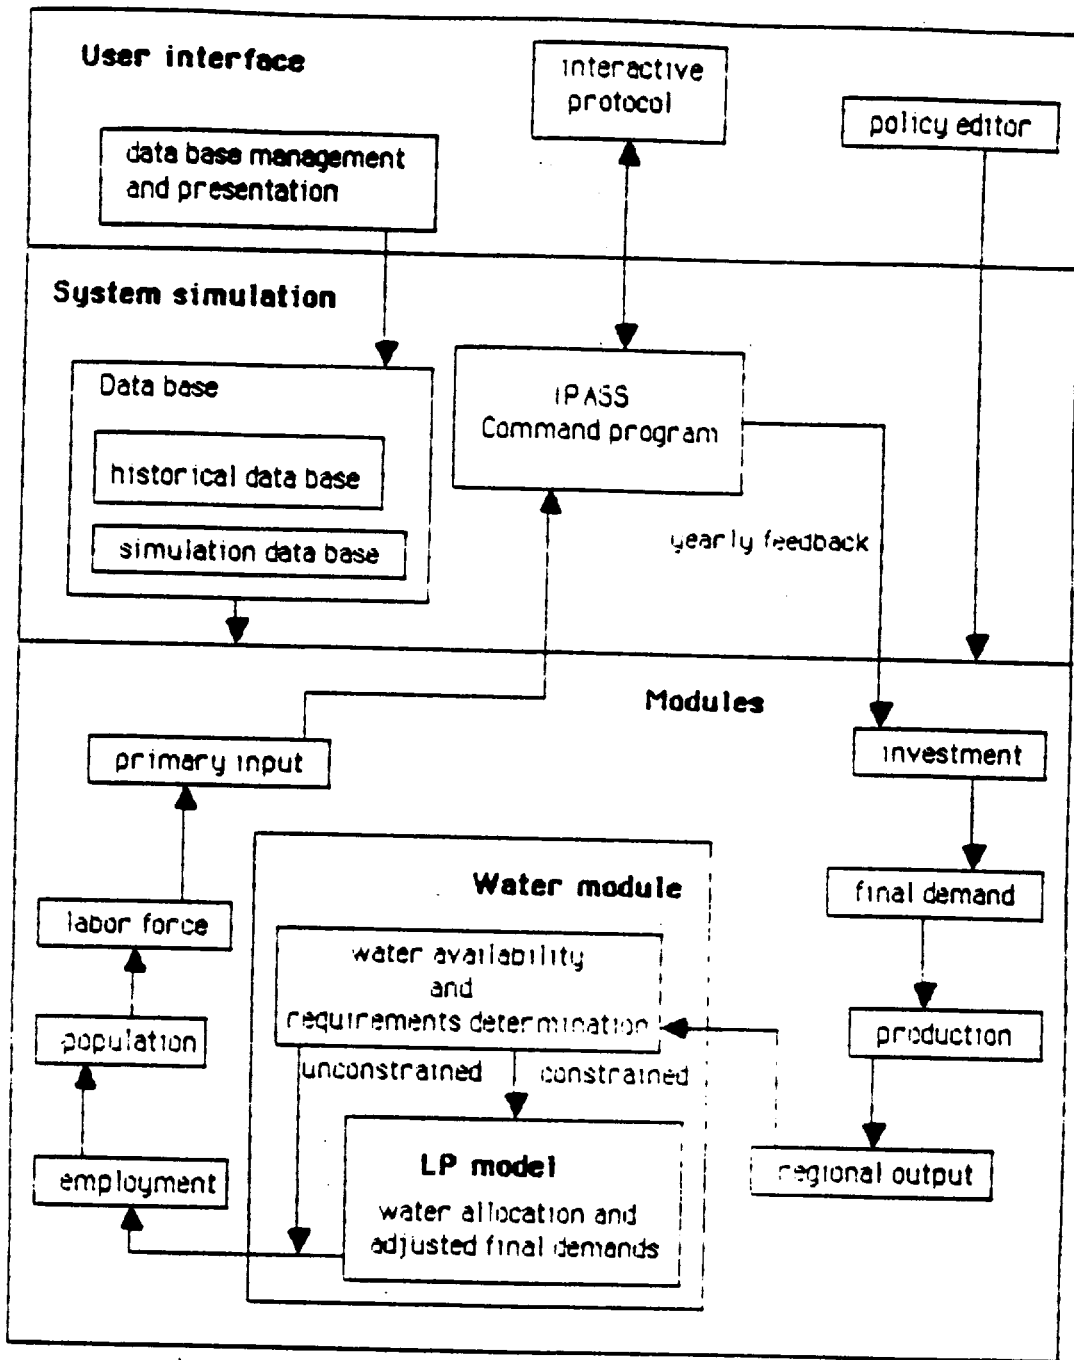 User interface
interactive
protocol
policy editor
data base management
and presentation
System simulation
Data base
historical data base
simulation data base
IPASS
Command program
yearly feedback
Modules
primary input
investment
Water module
final demand
labor force
water availability
and
requirements determination
production
population
unconstrained
constrained
LP model
water allocation and
adjusted final demands
employment
regional output